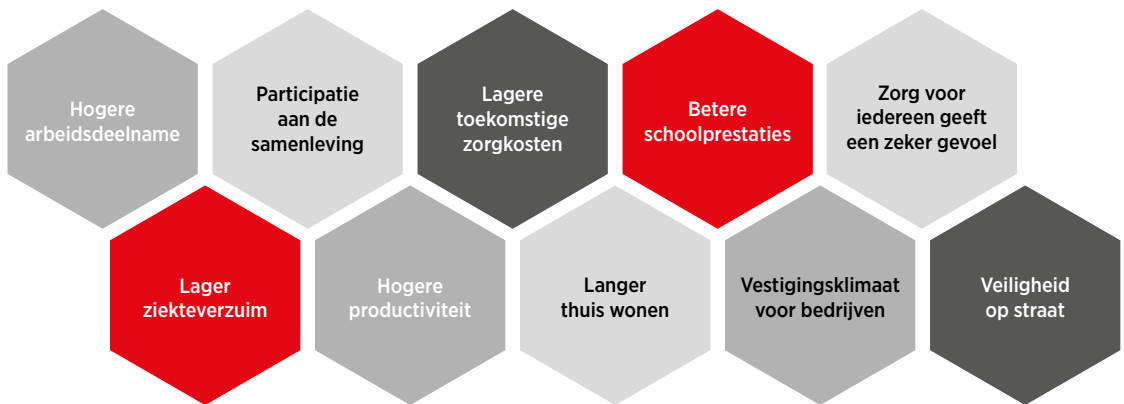 Hogere
arbeidsdeelname
Participatie
aan de
samenleving
Lagere
toekomstige
zorgkosten
Betere
schoolprestaties
Zorg voor
iedereen geeft
een zeker gevoel
Lager
ziekteverzuim
Hogere
productiviteit
Langer
thuis wonen
Vestigingsklimaat
voor bedrijven
Veiligheid
op straat